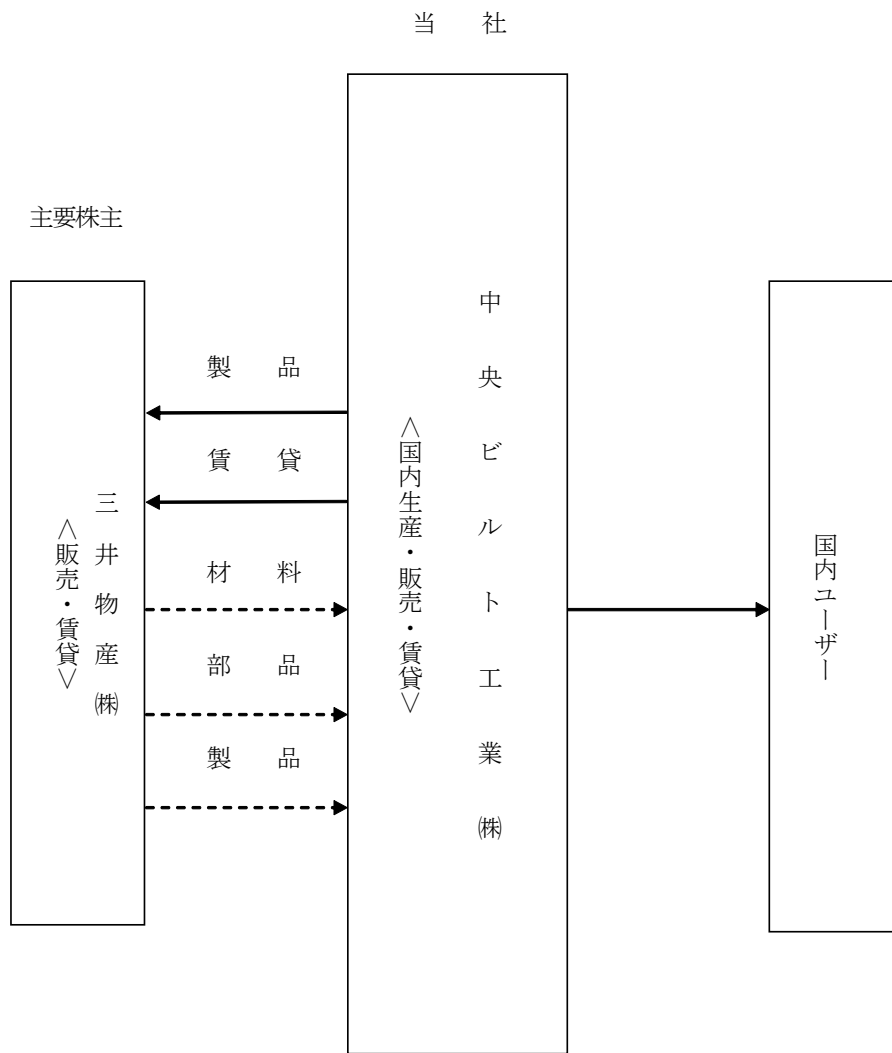 当 社
主要株主
三井物産㈱
<販売・賃貸>
製 品
賃 貸
材 料
部 品
製 品
中央ビルト工業㈱
<国内生産・販売・賃貸>
国内ユーザー